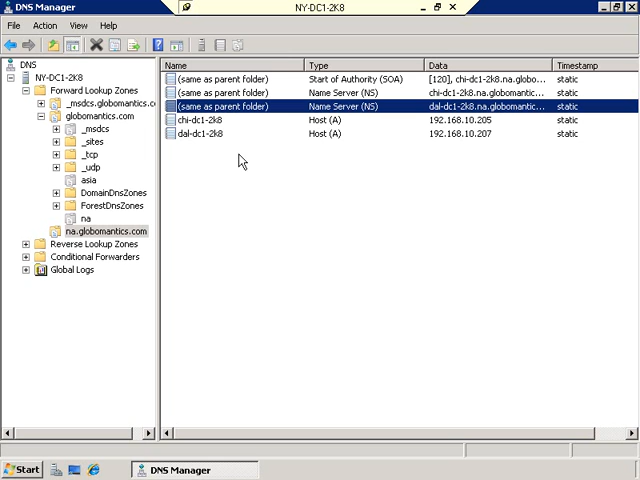 DNS Manager
NY-DC1-2K8
File Action View Help
DNS
NY-DC1-2K8
Forward Lookup Zones
_msdcs.globomantics.co
globomantics.com
_msdcs
_sites
_tcp
_udp
asia
DomainDnsZones
ForestDnsZones
na
na.globomantics.com
Reverse Lookup Zones
Conditional Forwarders
Global Logs
Name Type Data Timestamp
(same as parent folder) Start of Authority (SOA) [120], chi-dc1-2k8.na.globo... static
(same as parent folder) Name Server (NS) chi-dc1-2k8.na.globomantic... static
(same as parent folder) Name Server (NS) dal-dc1-2k8.na.globomantic... static
chi-dc1-2k8 Host (A) 192.168.10.205 static
dal-dc1-2k8 Host (A) 192.168.10.207 static
Start DNS Manager